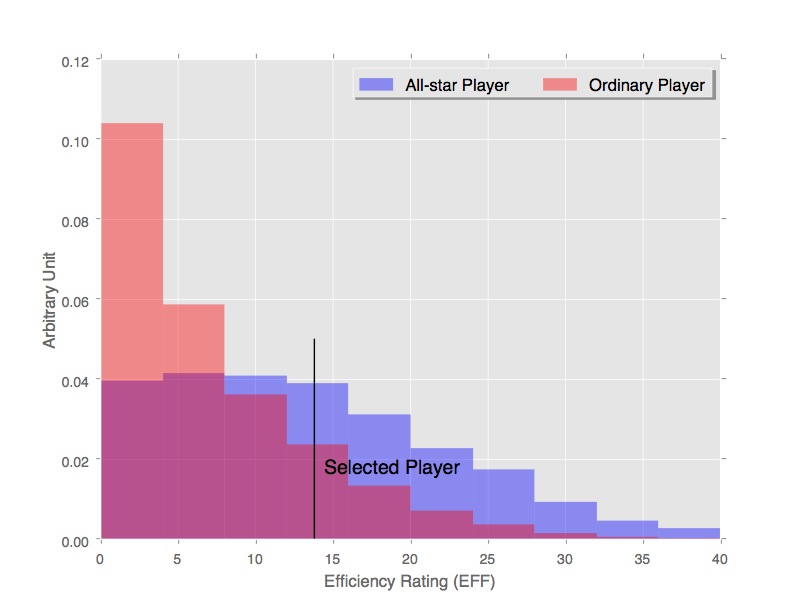 0.12
All-star Player Ordinary Player
0.10
0.08
0.06
0.04
0.02
0.00
Arbitrary Unit
Selected Player
0 5 10 15 20 25 30 35 40
Efficiency Rating (EFF)